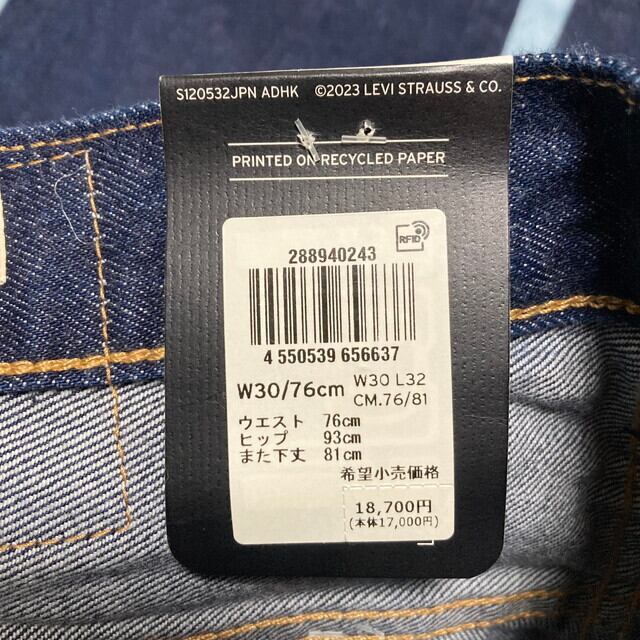 S120532JPN ADHK ©2023 LEVI STRAUSS & CO.
PRINTED ON RECYCLED PAPER
RFID
288940243
4 550539 656637
W30/76cm W30 L32
CM.76/81
ウエスト 76cm
ヒップ 93cm
また下丈 81cm
希望小売価格
18,700円
(本体17,000円)